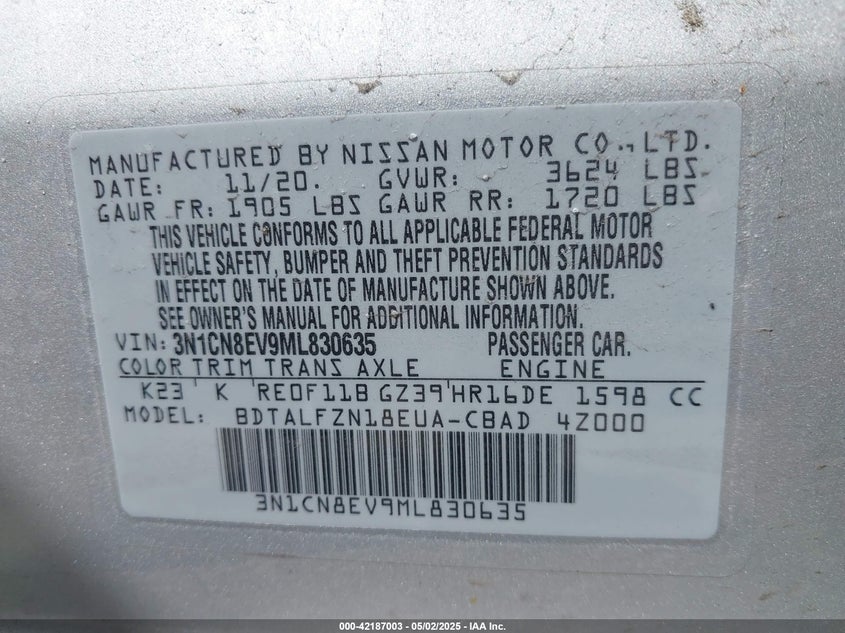 MANUFACTURED BY NISSAN MOTOR CO., LTD.
DATE: 11/20. GVWR: 3624 LBS
GAWR FR: 1905 LBS GAWR RR: 1720 LBS
THIS VEHICLE CONFORMS TO ALL APPLICABLE FEDERAL MOTOR
VEHICLE SAFETY, BUMPER AND THEFT PREVENTION STANDARDS
IN EFFECT ON THE DATE OF MANUFACTURE SHOWN ABOVE.
SEE OWNER'S MANUAL FOR ADDITIONAL INFORMATION.
VIN: 3N1CN8EV9ML830635 PASSENGER CAR.
COLOR TRIM TRANS AXLE ENGINE
K23 K RE0F11B GZ39 HR16DE 1598 CC
MODEL: BDTALFZN18EUA-CBAD 4Z000
3N1CN8EV9ML830635
000-42187003 - 05/02/2025 - IAA Inc.